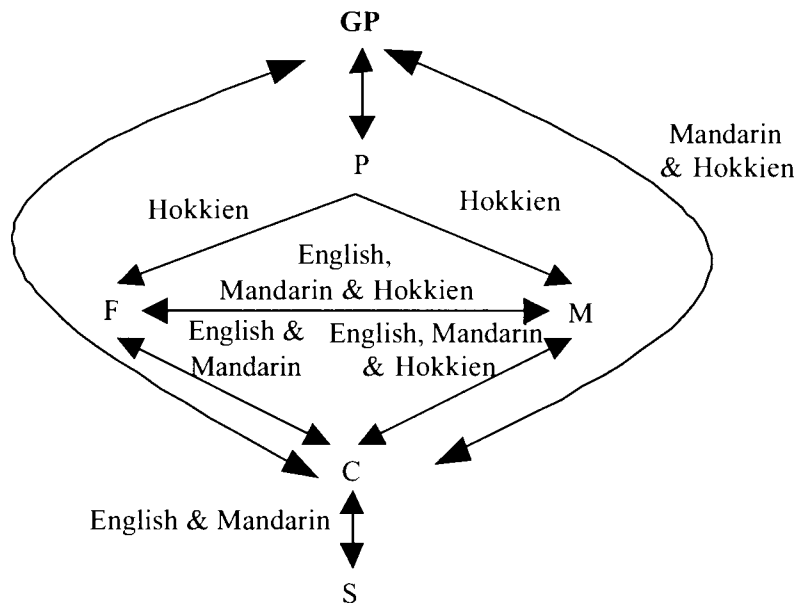 GP
P
Mandarin
& Hokkien
Hokkien
Hokkien
English,
Mandarin & Hokkien
F
M
English &
Mandarin
English, Mandarin
& Hokkien
C
English & Mandarin
S